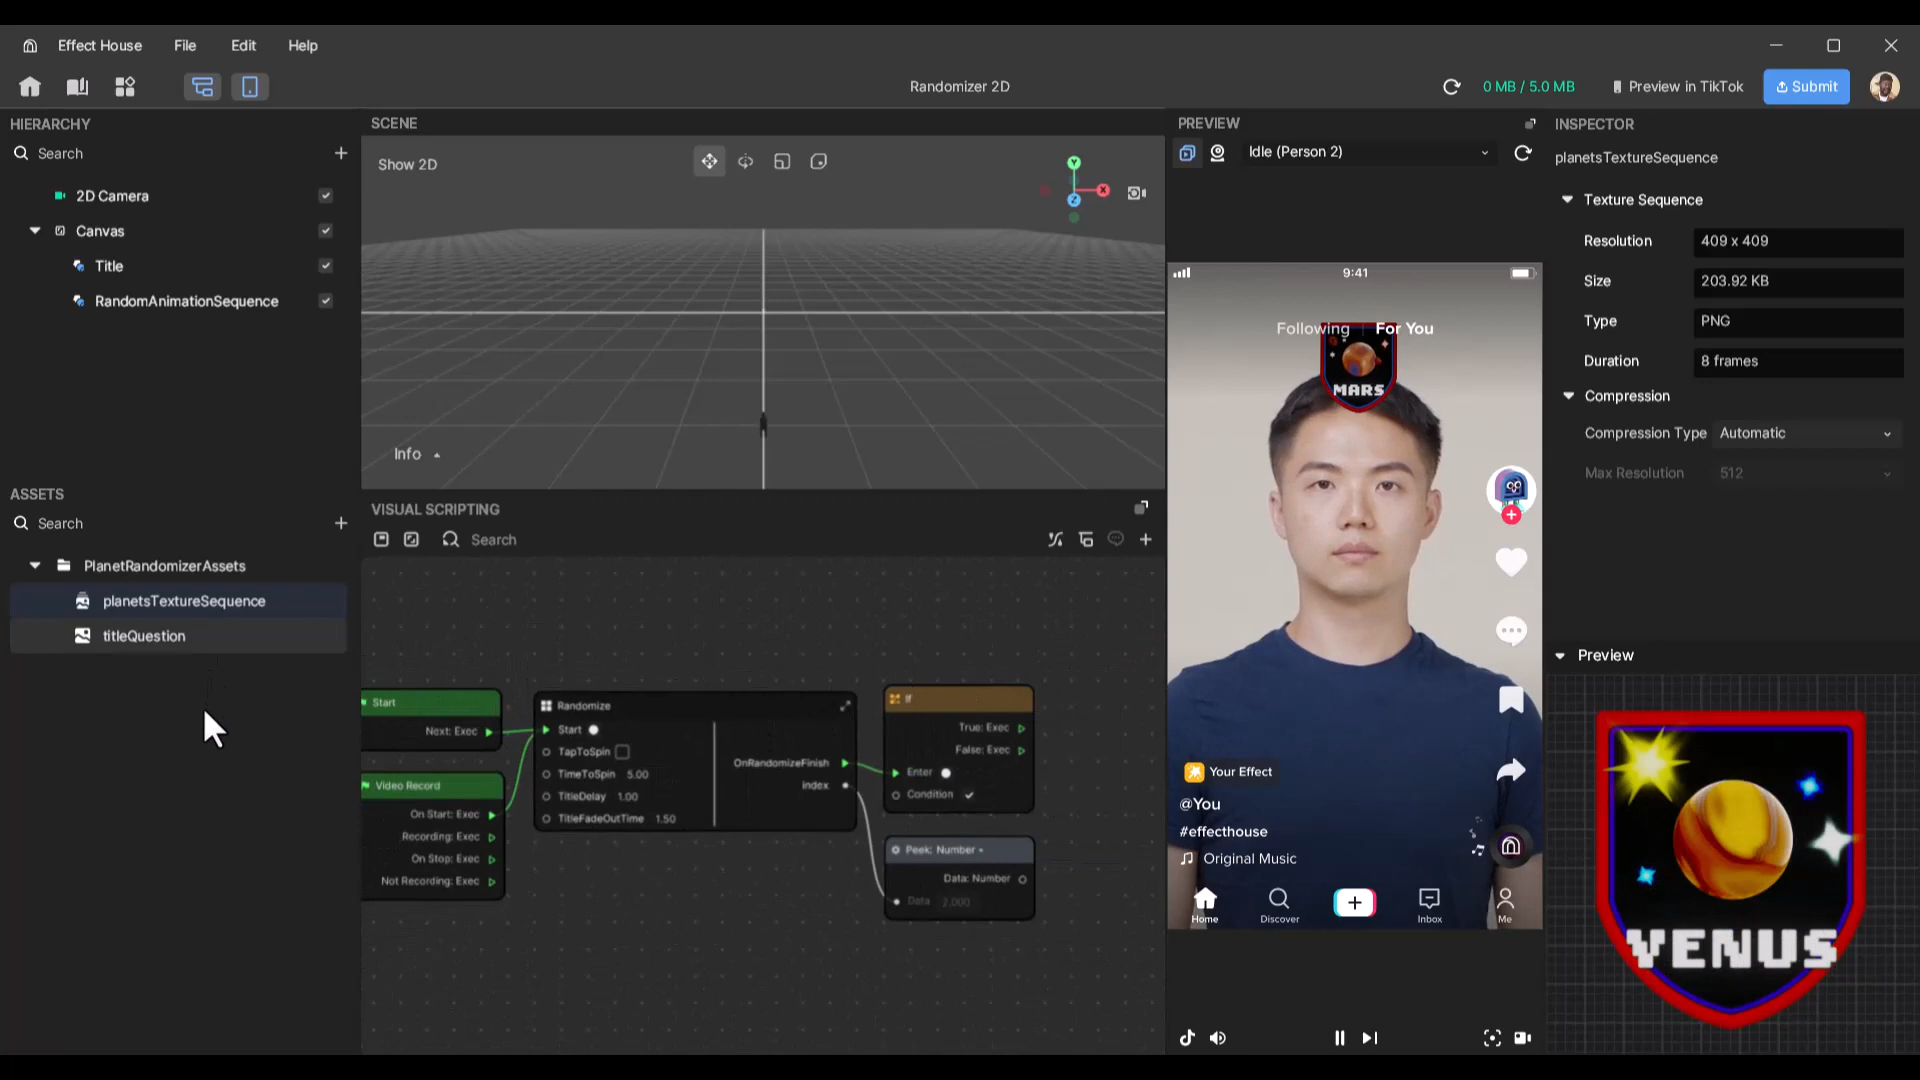 Effect House
File
Edit
Help
Randomizer 2D
0 MB / 5.0 MB
Preview in TikTok
Submit
HIERARCHY
Search
2D Camera
Canvas
Title
RandomAnimationSequence
ASSETS
Search
PlanetRandomizerAssets
planetsTextureSequence
titleQuestion
SCENE
Show 2D
Y
X
Z
Info
VISUAL SCRIPTING
Search
Start
Next: Exec
Video Record
On Start: Exec
Recording: Exec
On Stop: Exec
Not Recording: Exec
Randomize
Start
TapToSpin
TimeToSpin 5.00
TitleDelay 1.00
TitleFadeOutTime 1.50
OnRandomizeFinish
Index
If
True: Exec
False: Exec
Enter
Condition
Peek: Number
Data: Number
Data 2.000
PREVIEW
Idle (Person 2)
9:41
Following
For You
MARS
Your Effect
@You
#effecthouse
Original Music
Home
Discover
Inbox
Me
INSPECTOR
planetsTextureSequence
Texture Sequence
Resolution 409 x 409
Size 203.92 KB
Type PNG
Duration 8 frames
Compression
Compression Type Automatic
Max Resolution 512
Preview
VENUS